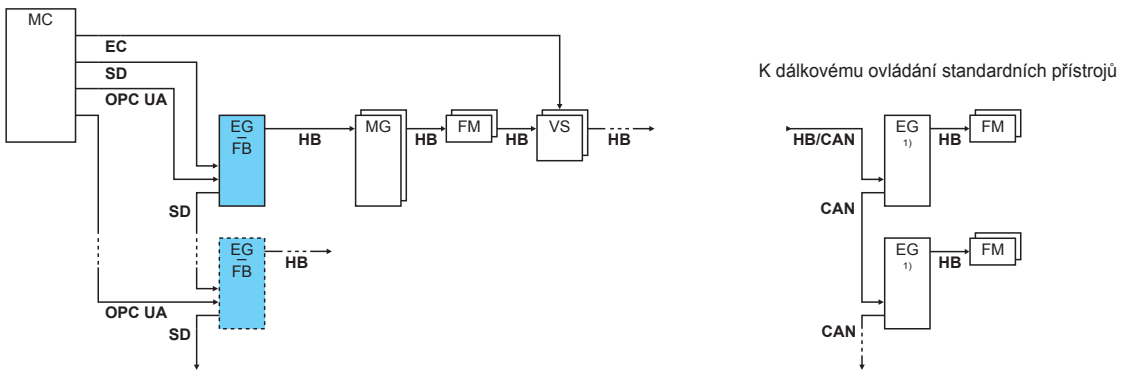 MC
EC
SD
OPC UA
EG
FB
HB
MG
HB
FM
HB
VS
HB
SD
EG
FB
HB
OPC UA
SD
K dálkovému ovládání standardních přístrojů
HB/CAN
EG
1)
HB
FM
CAN
EG
1)
HB
FM
CAN